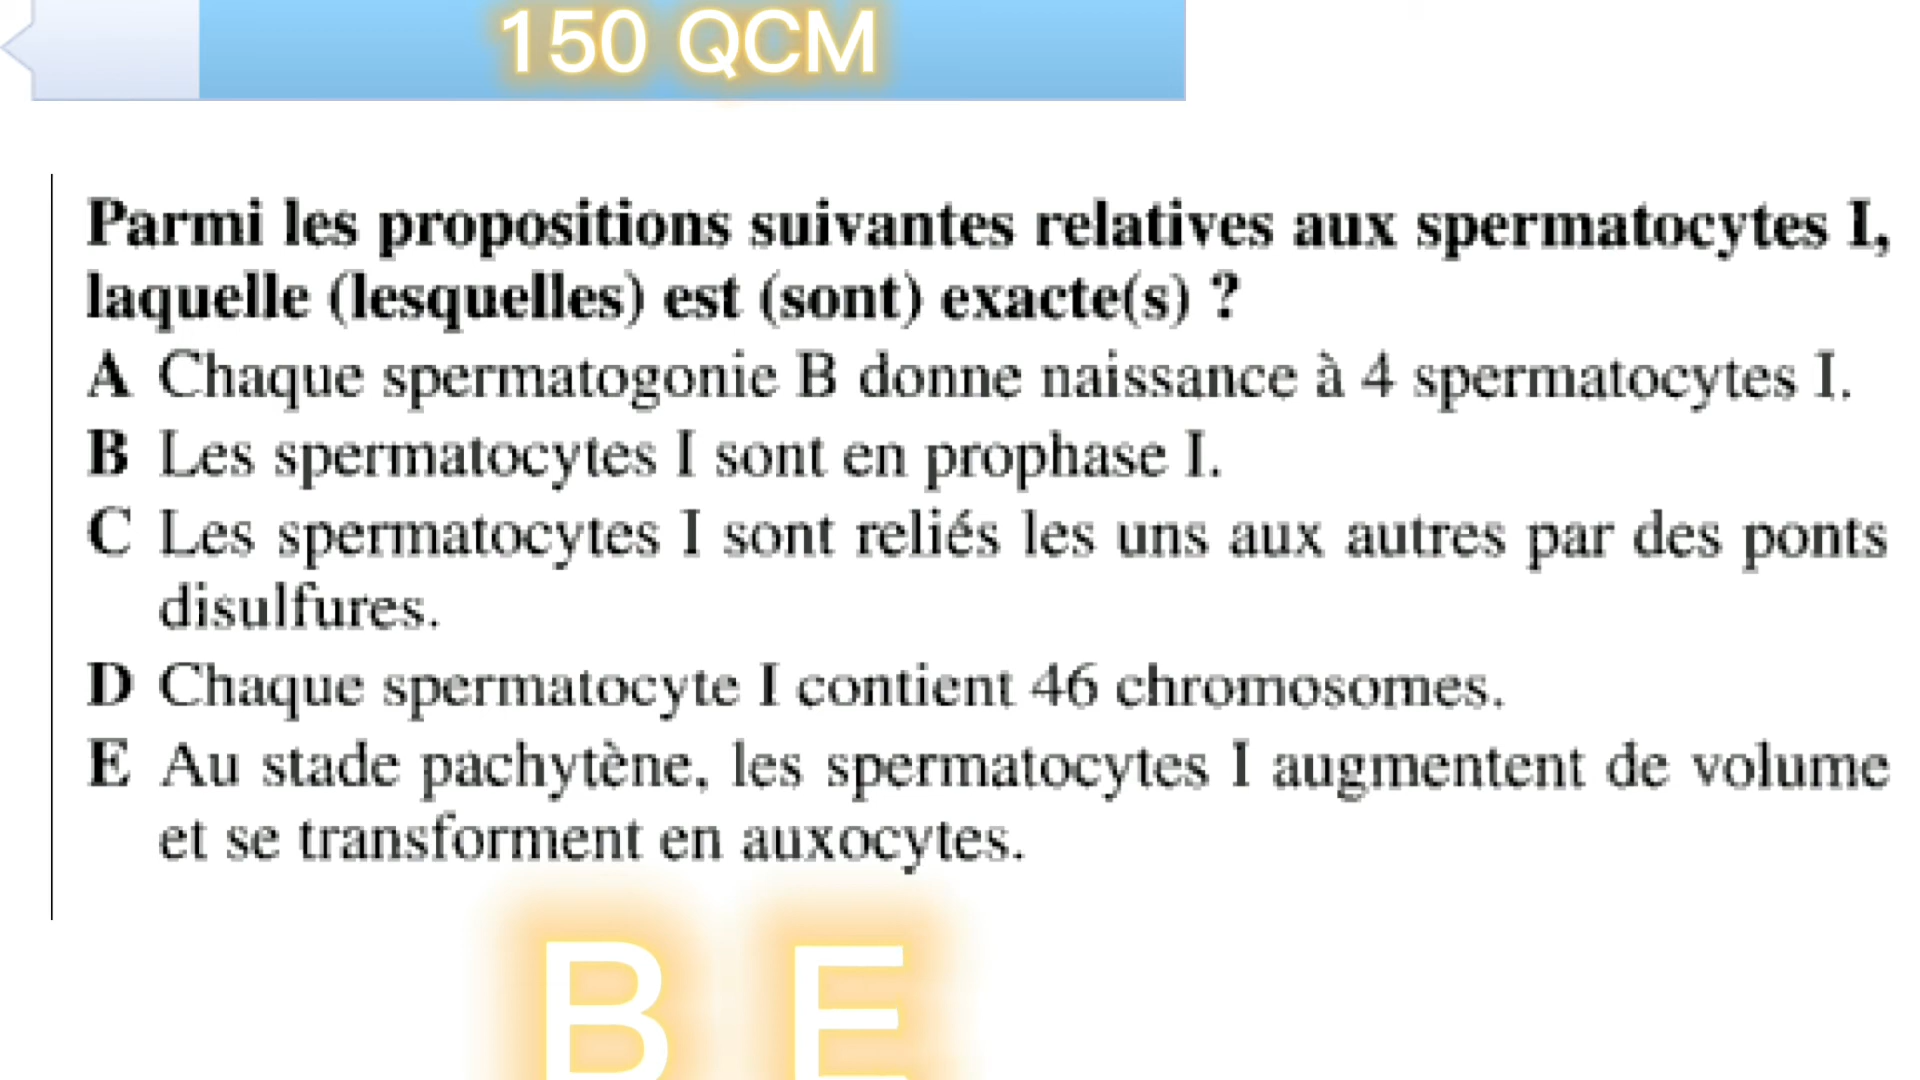 150 QCM
Parmi les propositions suivantes relatives aux spermatocytes I,
laquelle (lesquelles) est (sont) exacte(s) ?
A Chaque spermatogonie B donne naissance à 4 spermatocytes I.
B Les spermatocytes I sont en prophase I.
C Les spermatocytes I sont reliés les uns aux autres par des ponts
disulfures.
D Chaque spermatocyte I contient 46 chromosomes.
E Au stade pachytène, les spermatocytes I augmentent de volume
et se transforment en auxocytes.
B E